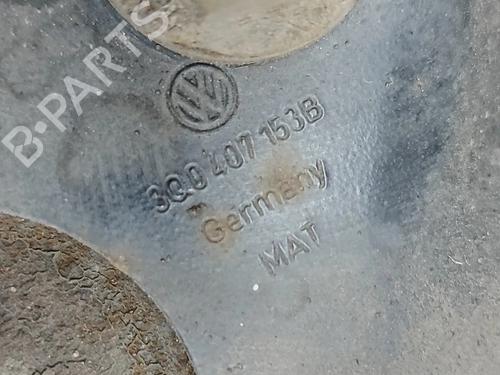 B-PARTS
VW
3Q0 407 153B
Germany
MAT